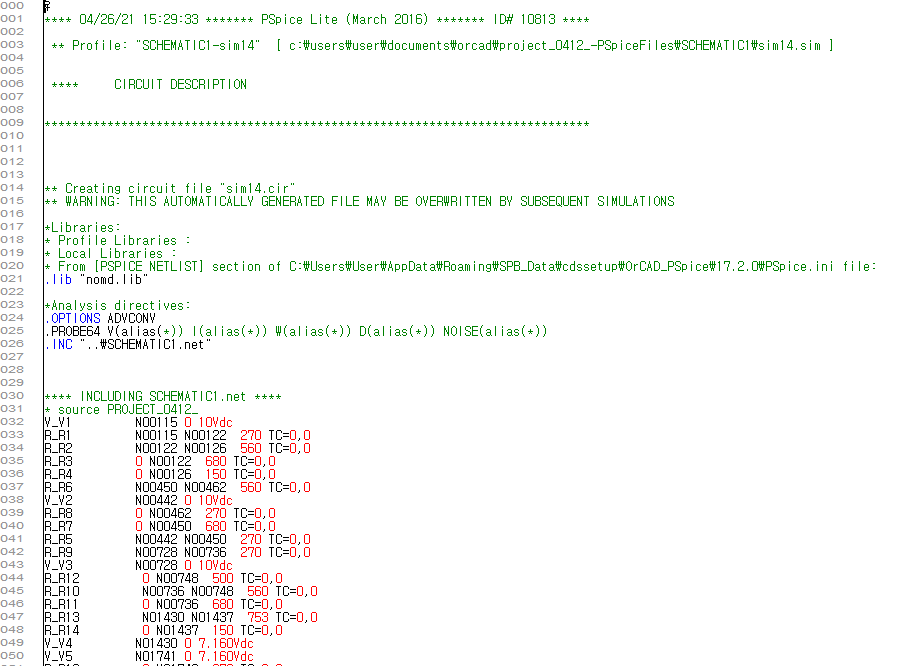 000
001 **** 04/26/21 15:29:33 ******* PSpice Lite (March 2016) ******* ID# 10813 ****
002
003 ** Profile: "SCHEMATIC1-sim14" [ c:₩users₩user₩documents₩orcad₩project_0412_-PSpiceFiles₩SCHEMATIC1₩sim14.sim ]
004
005
006 **** CIRCUIT DESCRIPTION
007
008
009 ******************************************************************************
010
011
012
013
014 ** Creating circuit file "sim14.cir"
015 ** WARNING: THIS AUTOMATICALLY GENERATED FILE MAY BE OVERWRITTEN BY SUBSEQUENT SIMULATIONS
016
017 *Libraries:
018 * Profile Libraries :
019 * Local Libraries :
020 * From [PSPICE NETLIST] section of C:₩Users₩User₩AppData₩Roaming₩SPB_Data₩cdssetup₩OrCAD_PSpice₩17.2.0₩PSpice.ini file:
021 .lib "nomd.lib"
022
023 *Analysis directives:
024 .OPTIONS ADVCONV
025 .PROBE64 V(alias(*)) I(alias(*)) W(alias(*)) D(alias(*)) NOISE(alias(*))
026 .INC "..₩SCHEMATIC1.net"
027
028
029
030 **** INCLUDING SCHEMATIC1.net ****
031 * source PROJECT_0412_
032 V_V1 N00115 0 10Vdc
033 R_R1 N00115 N00122 270 TC=0,0
034 R_R2 N00122 N00126 560 TC=0,0
035 R_R3 0 N00122 680 TC=0,0
036 R_R4 0 N00126 150 TC=0,0
037 R_R6 N00450 N00462 560 TC=0,0
038 V_V2 N00442 0 10Vdc
039 R_R8 0 N00462 270 TC=0,0
040 R_R7 0 N00450 680 TC=0,0
041 R_R5 N00442 N00450 270 TC=0,0
042 R_R9 N00728 N00736 270 TC=0,0
043 V_V3 N00728 0 10Vdc
044 R_R12 0 N00748 500 TC=0,0
045 R_R10 N00736 N00748 560 TC=0,0
046 R_R11 0 N00736 680 TC=0,0
047 R_R13 N01430 N01437 753 TC=0,0
048 R_R14 0 N01437 150 TC=0,0
049 V_V4 N01430 0 7.160Vdc
050 V_V5 N01741 0 7.160Vdc